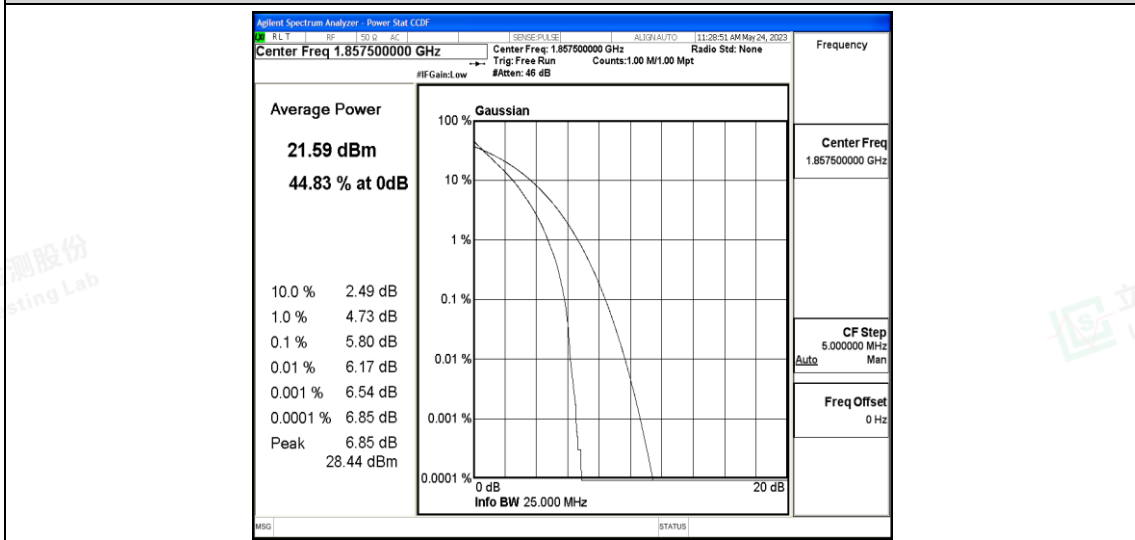 Agilent Spectrum Analyzer - Power Stat CCDF
LXI RLT RF 50 Ω AC SENSE:PULSE ALIGNAUTO 11:28:51 AM May 24, 2023
Center Freq 1.857500000 GHz
Center Freq: 1.857500000 GHz Radio Std: None
Trig: Free Run Counts:1.00 M/1.00 Mpt
#IFGain:Low #Atten: 46 dB
Frequency
Average Power
21.59 dBm
44.83 % at 0dB
10.0 % 2.49 dB
1.0 % 4.73 dB
0.1 % 5.80 dB
0.01 % 6.17 dB
0.001 % 6.54 dB
0.0001 % 6.85 dB
Peak 6.85 dB
28.44 dBm
Gaussian
100 %
10 %
1 %
0.1 %
0.01 %
0.001 %
0.0001 %
0 dB 20 dB
Info BW 25.000 MHz
Center Freq
1.857500000 GHz
CF Step
5.000000 MHz
Auto Man
Freq Offset
0 Hz
MSG STATUS
测股份
sting Lab
立